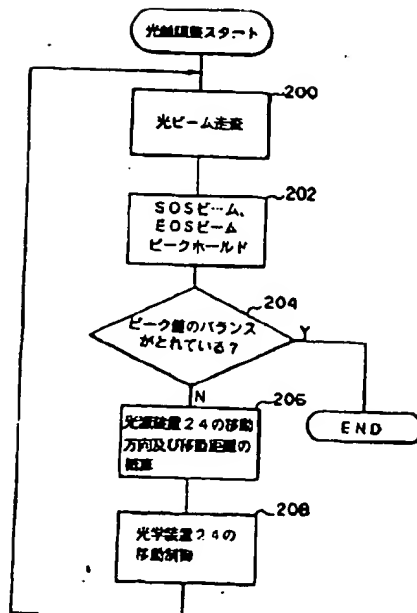 光軸調整スタート
200
光ビーム走査
202
SOSビーム、
EOSビーム
ピークホールド
204
ピーク値のバランス
がとれている?
Y
N
206
END
光源装置24の移動
方向及び移動距離の
概算
208
光学装置24の
移動制御